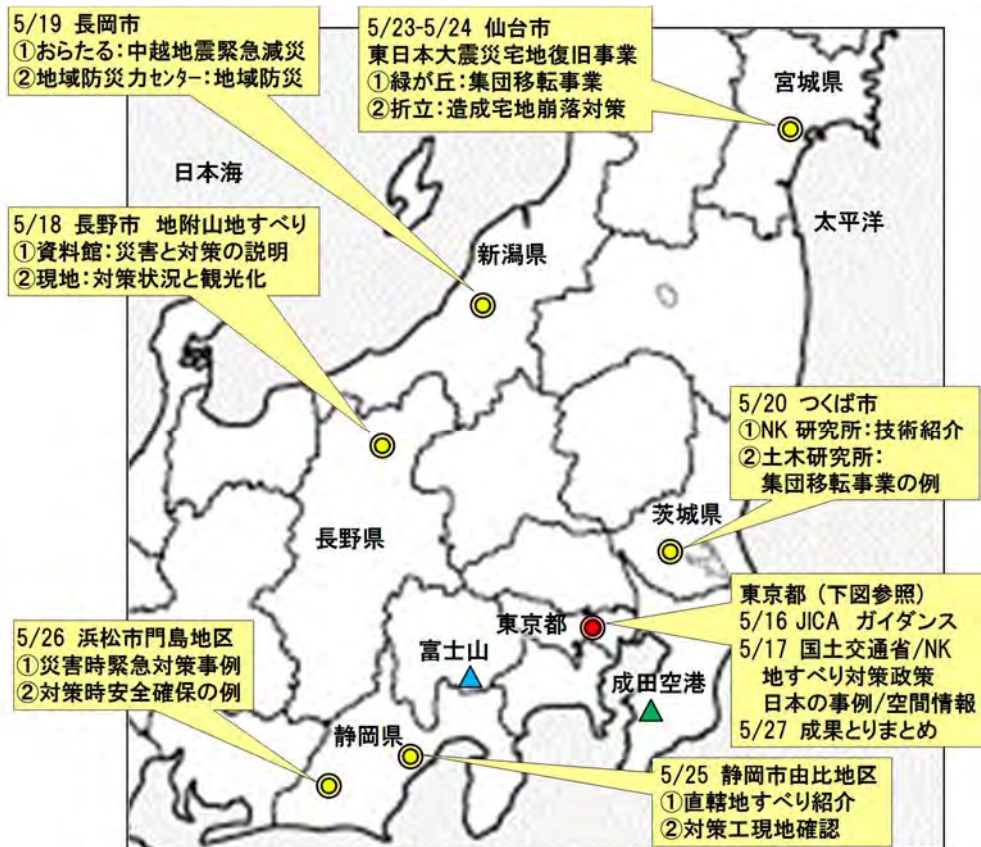 5/19 長岡市
①おらたる：中越地震緊急減災
②地域防災力センター：地域防災
5/23-5/24 仙台市
東日本大震災宅地復旧事業
①緑が丘：集団移転事業
②折立：造成宅地崩落対策
宮城県
日本海
太平洋
5/18 長野市 地附山地すべり
①資料館：災害と対策の説明
②現地：対策状況と観光化
新潟県
5/20 つくば市
①NK 研究所：技術紹介
②土木研究所：
集団移転事業の例
茨城県
長野県
東京都（下図参照）
5/16 JICA ガイダンス
5/17 国土交通省/NK
地すべり対策政策
日本の事例/空間情報
5/27 成果とりまとめ
東京都
富士山
成田空港
5/26 浜松市門島地区
①災害時緊急対策事例
②対策時安全確保の例
静岡県
5/25 静岡市由比地区
①直轄地すべり紹介
②対策工現地確認